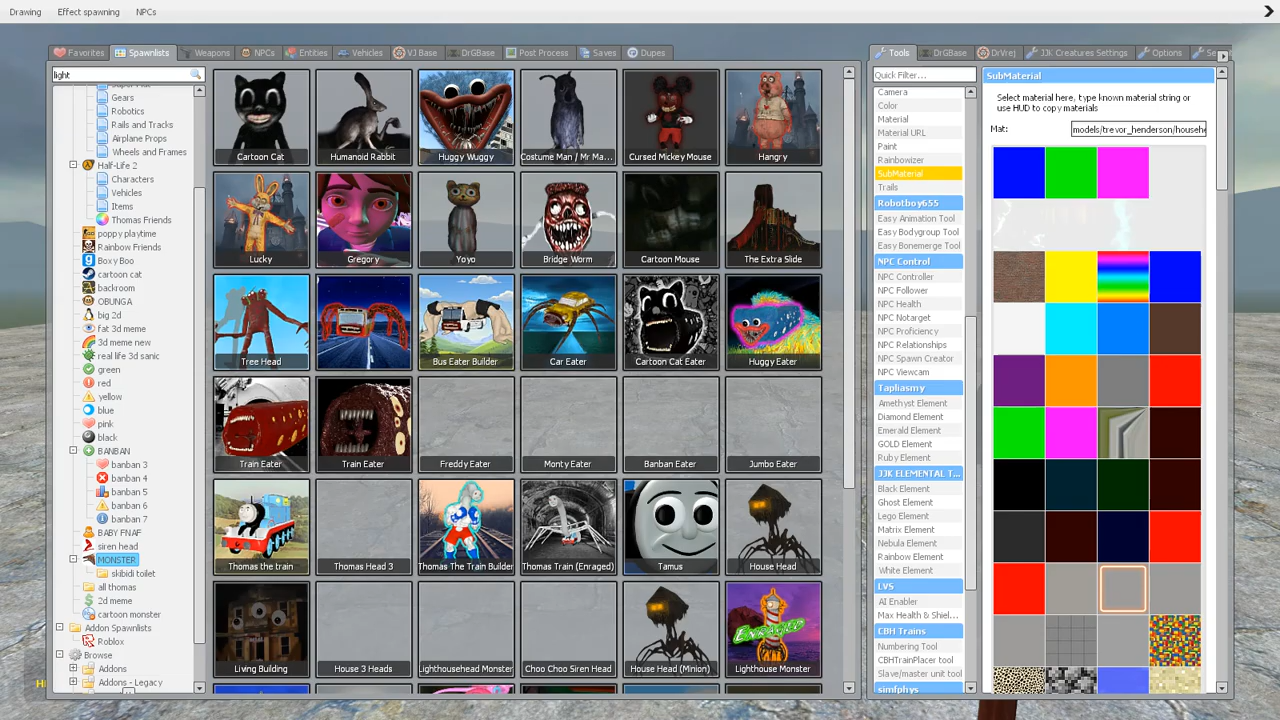 Drawing Effect spawning NPCs
Favorites Spawnlists Weapons NPCs Entities Vehicles VJ Base DrGBase Post Process Saves Dupes
light
Gears
Robotics
Rails and Tracks
Airplane Props
Wheels and Frames
Half-Life 2
Characters
Vehicles
Items
Thomas Friends
poppy playtime
Rainbow Friends
Boxy Boo
cartoon cat
backroom
OBUNGA
big 2d
fat 3d meme
3d meme new
real life 3d sanic
green
red
yellow
blue
pink
black
BANBAN
banban 3
banban 4
banban 5
banban 6
banban 7
BABY FNAF
siren head
MONSTER
skibidi toilet
all thomas
2d meme
cartoon monster
Addon Spawnlists
Roblox
Browse
Addons
Addons - Legacy
Cartoon Cat Humanoid Rabbit Huggy Wuggy Costume Man / Mr Ma... Cursed Mickey Mouse Hangry
Lucky Gregory Yoyo Bridge Worm Cartoon Mouse The Extra Slide
Tree Head Bus Eater Builder Car Eater Cartoon Cat Eater Huggy Eater
Train Eater Train Eater Freddy Eater Monty Eater Banban Eater Jumbo Eater
Thomas the train Thomas Head 3 Thomas The Train Builder Thomas Train (Enraged) Tamus House Head
ENRAGED
Living Building House 3 Heads Lighthousehead Monster Choo Choo Siren Head House Head (Minion) Lighthouse Monster
Tools DrGBase DrVrej JJK Creatures Settings Options Se
Quick Filter...
Camera
Color
Material
Material URL
Paint
Rainbowizer
SubMaterial
Trails
Robotboy655
Easy Animation Tool
Easy Bodygroup Tool
Easy Bonemerge Tool
NPC Control
NPC Controller
NPC Follower
NPC Health
NPC Notarget
NPC Proficiency
NPC Relationships
NPC Spawn Creator
NPC Viewcam
Tapliasmy
Amethyst Element
Diamond Element
Emerald Element
GOLD Element
Ruby Element
JJK ELEMENTAL T...
Black Element
Ghost Element
Lego Element
Matrix Element
Nebula Element
Rainbow Element
White Element
LVS
AI Enabler
Max Health & Shiel...
CBH Trains
Numbering Tool
CBHTrainPlacer tool
Slave/master unit tool
simfphys
SubMaterial
Select material here, type known material string or
use HUD to copy materials
Mat: models/trevor_henderson/househe